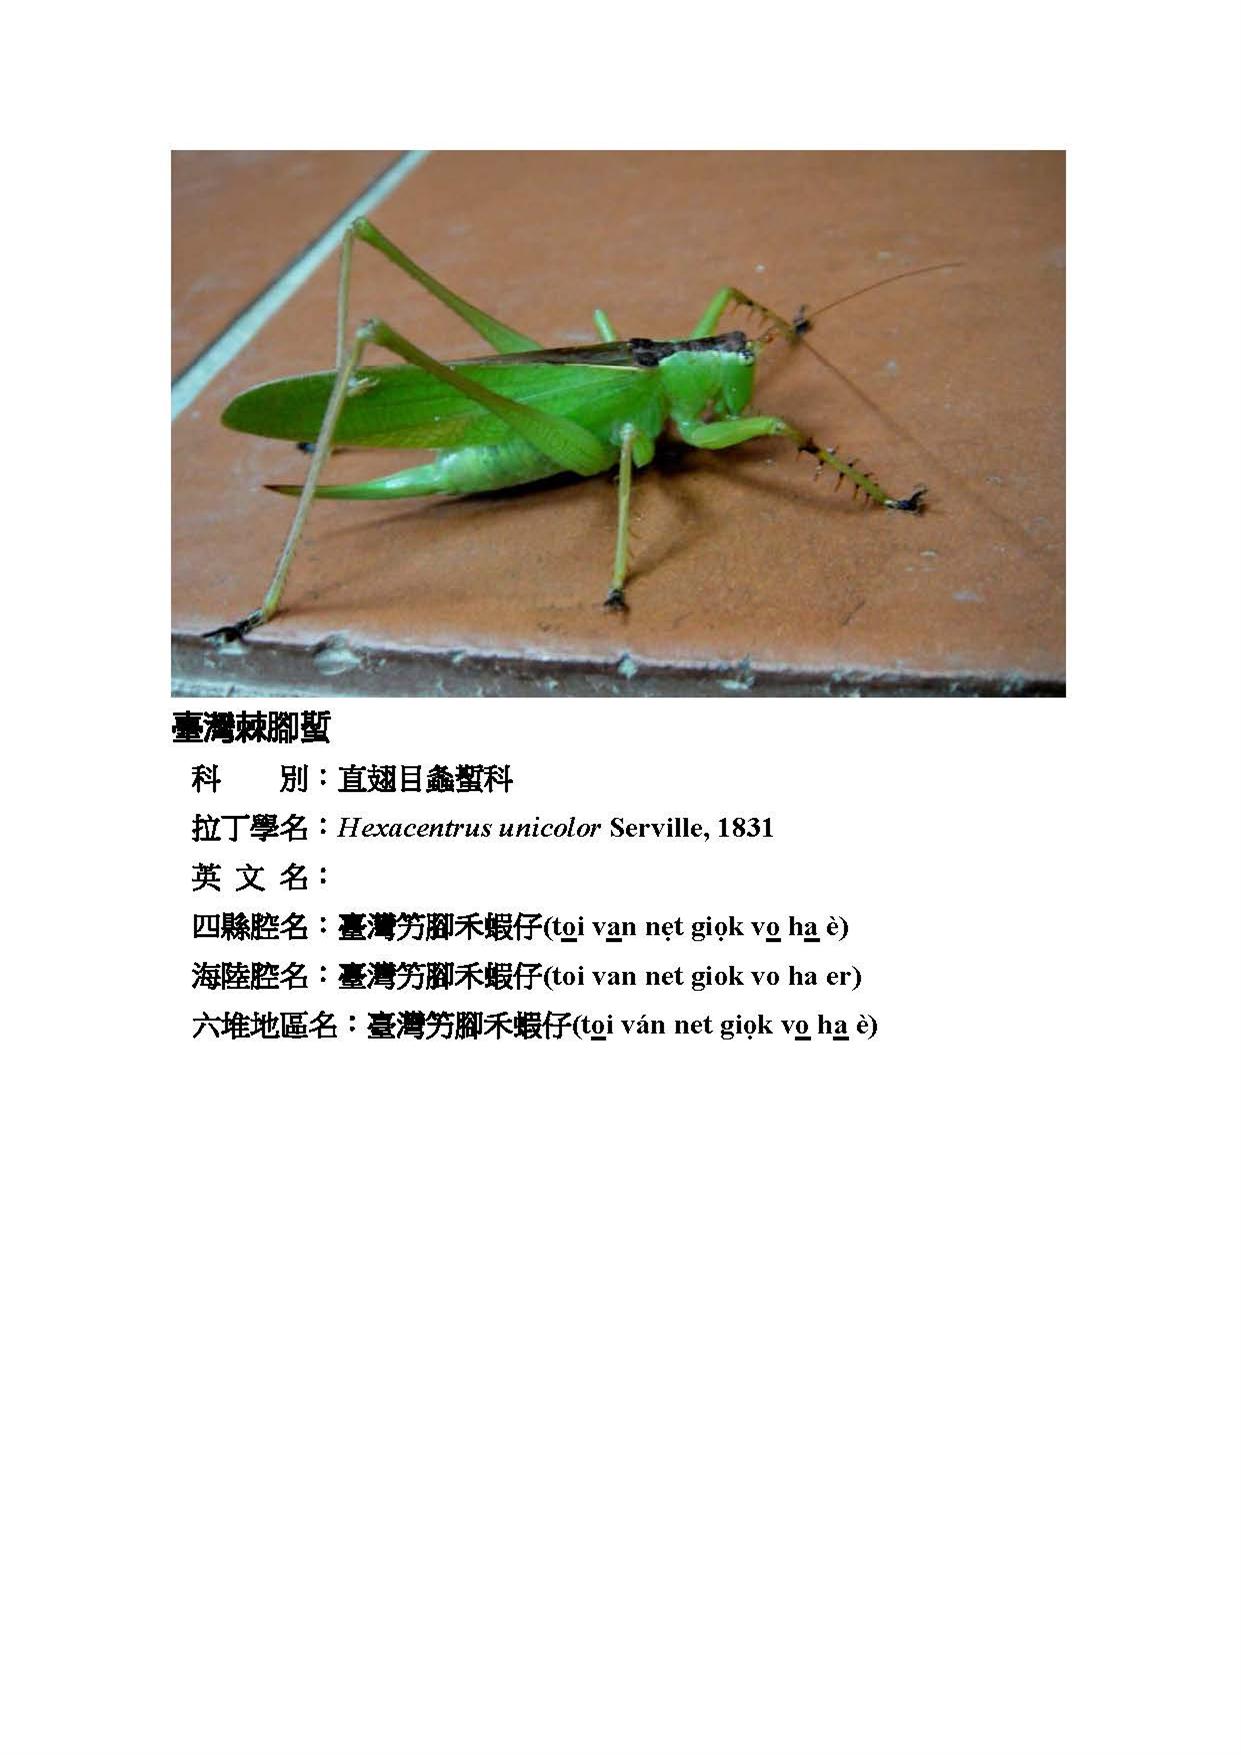 臺灣棘腳螽
科　　別：直翅目螽蟴科
拉丁學名：Hexacentrus unicolor Serville, 1831
英 文 名：
四縣腔名：臺灣竻腳禾蝦仔(to̲i va̲n nẹt giọk vo̲ ha̲ è)
海陸腔名：臺灣竻腳禾蝦仔(toi van net giok vo ha er)
六堆地區名：臺灣竻腳禾蝦仔(to̲i ván net giọk vo̲ ha̲ è)